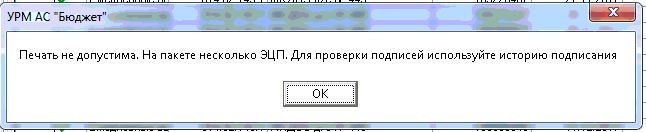 УРМ АС "Бюджет"
Печать не допустима. На пакете несколько ЭЦП. Для проверки подписей используйте историю подписания
OK